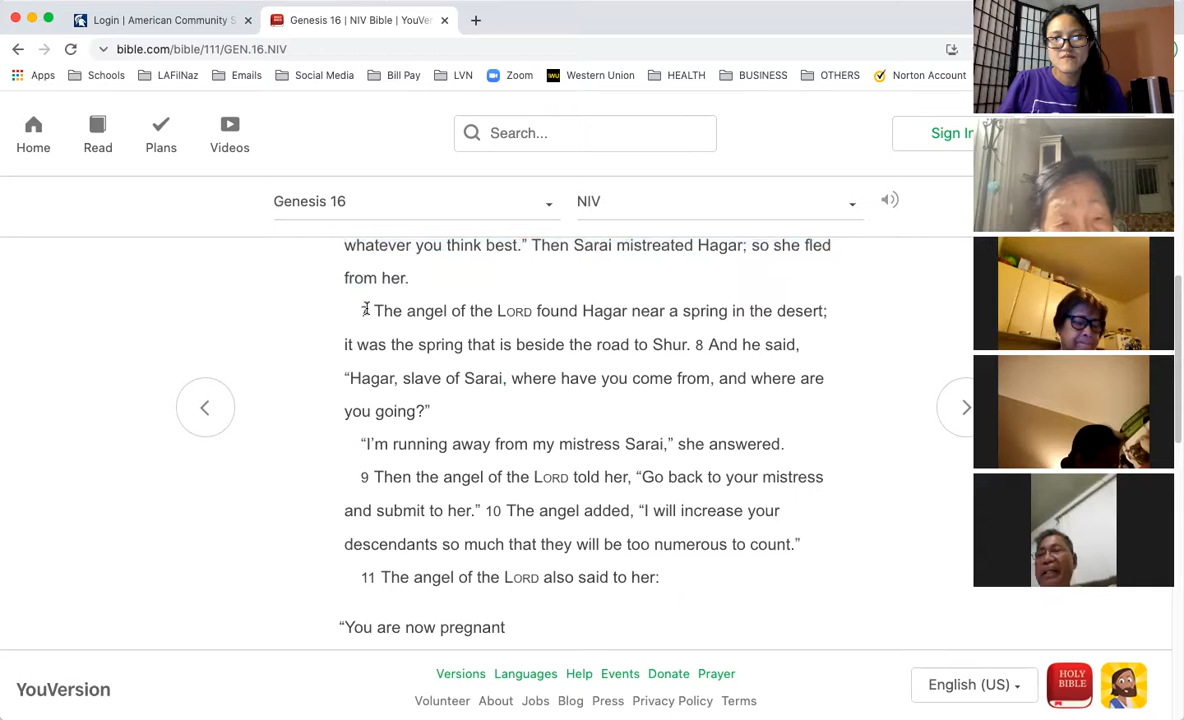 Login | American Community S
Genesis 16 | NIV Bible | YouVer
bible.com/bible/111/GEN.16.NIV
Apps
Schools
LAFilNaz
Emails
Social Media
Bill Pay
LVN
Zoom
WU
Western Union
HEALTH
BUSINESS
OTHERS
Norton Account
Home
Read
Plans
Videos
Search...
Sign In
Genesis 16
NIV
whatever you think best.” Then Sarai mistreated Hagar; so she fled
from her.
7 The angel of the LORD found Hagar near a spring in the desert;
it was the spring that is beside the road to Shur. 8 And he said,
“Hagar, slave of Sarai, where have you come from, and where are
you going?”
“I’m running away from my mistress Sarai,” she answered.
9 Then the angel of the LORD told her, “Go back to your mistress
and submit to her.” 10 The angel added, “I will increase your
descendants so much that they will be too numerous to count.”
11 The angel of the LORD also said to her:
“You are now pregnant
YouVersion
Versions Languages Help Events Donate Prayer
Volunteer About Jobs Blog Press Privacy Policy Terms
English (US)
HOLY
BIBLE